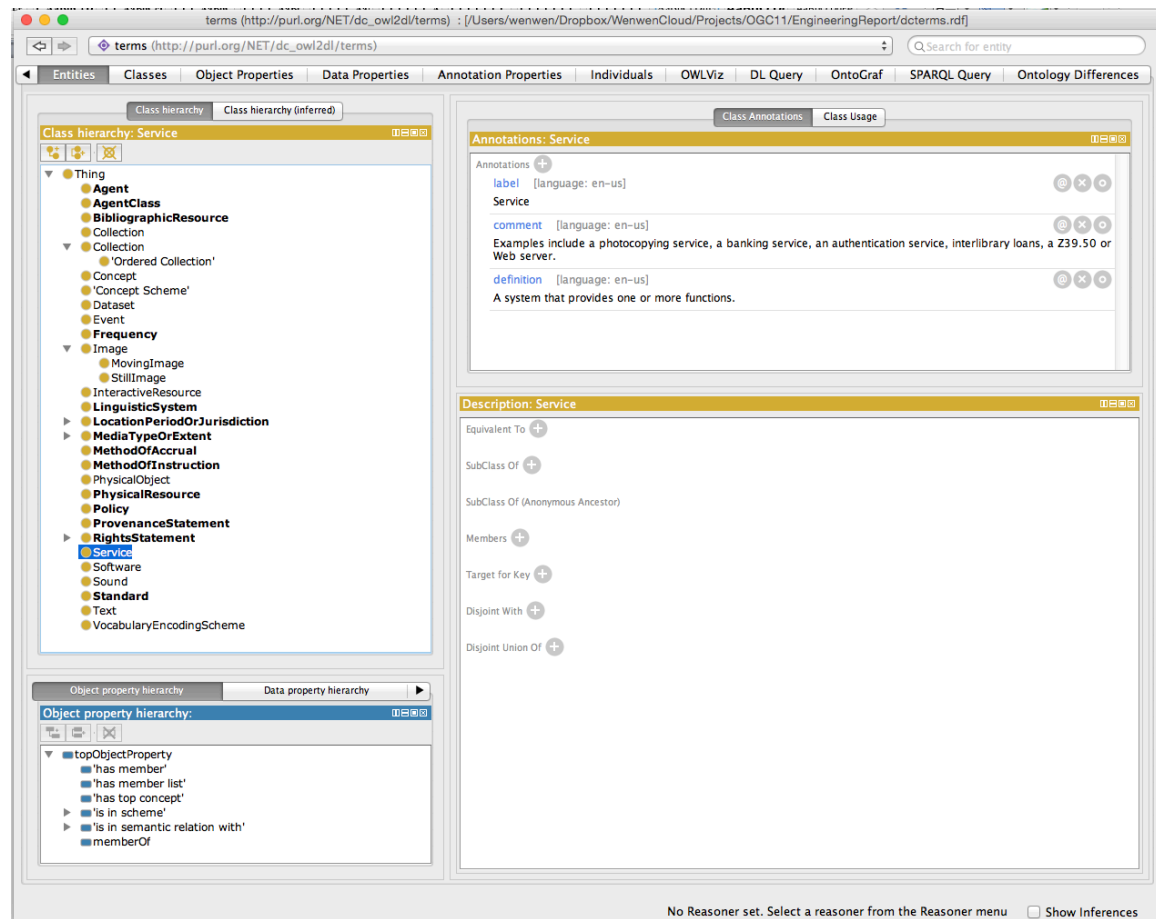 terms (http://purl.org/NET/dc_owl2dl/terms) : [/Users/wenwen/Dropbox/WenwenCloud/Projects/OGC11/EngineeringReport/dcterms.rdf]
terms (http://purl.org/NET/dc_owl2dl/terms)
Search for entity
Entities Classes Object Properties Data Properties Annotation Properties Individuals OWLViz DL Query OntoGraf SPARQL Query Ontology Differences
Class hierarchy Class hierarchy (inferred)
Class hierarchy: Service
Thing
Agent
AgentClass
BibliographicResource
Collection
Collection
'Ordered Collection'
Concept
'Concept Scheme'
Dataset
Event
Frequency
Image
MovingImage
StillImage
InteractiveResource
LinguisticSystem
LocationPeriodOrJurisdiction
MediaTypeOrExtent
MethodOfAccrual
MethodOfInstruction
PhysicalObject
PhysicalResource
Policy
ProvenanceStatement
RightsStatement
Service
Software
Sound
Standard
Text
VocabularyEncodingScheme
Object property hierarchy Data property hierarchy
Object property hierarchy:
topObjectProperty
'has member'
'has member list'
'has top concept'
'is in scheme'
'is in semantic relation with'
memberOf
Class Annotations Class Usage
Annotations: Service
Annotations
label [language: en-us]
Service
comment [language: en-us]
Examples include a photocopying service, a banking service, an authentication service, interlibrary loans, a Z39.50 or
Web server.
definition [language: en-us]
A system that provides one or more functions.
Description: Service
Equivalent To
SubClass Of
SubClass Of (Anonymous Ancestor)
Members
Target for Key
Disjoint With
Disjoint Union Of
No Reasoner set. Select a reasoner from the Reasoner menu Show Inferences